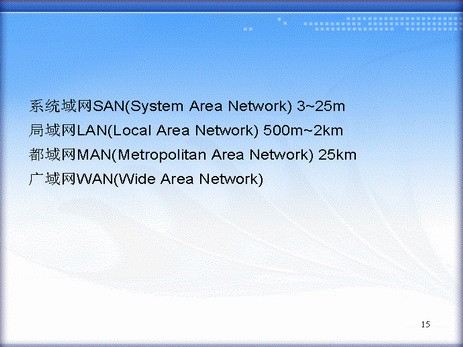 系统域网SAN(System Area Network) 3~25m
局域网LAN(Local Area Network) 500m~2km
都域网MAN(Metropolitan Area Network) 25km
广域网WAN(Wide Area Network)
15